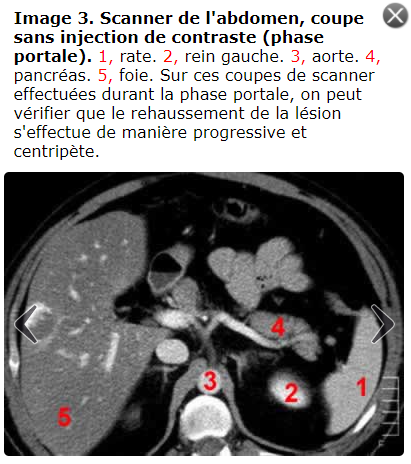 Image 3. Scanner de l'abdomen, coupe
sans injection de contraste (phase
portale). 1, rate. 2, rein gauche. 3, aorte. 4,
pancréas. 5, foie. Sur ces coupes de scanner
effectuées durant la phase portale, on peut
vérifier que le rehaussement de la lésion
s'effectue de manière progressive et
centripète.
4
3
2
1
5
F